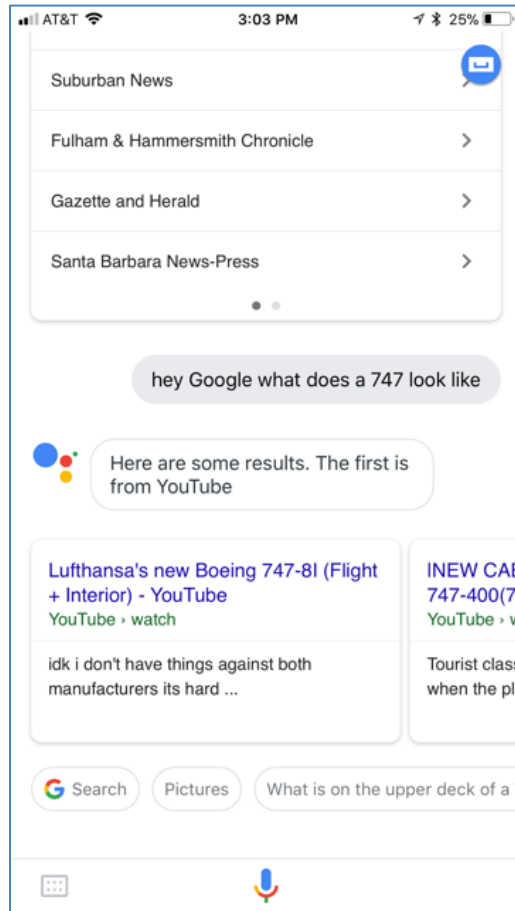 AT&T 3:03 PM 25%
Suburban News
Fulham & Hammersmith Chronicle
Gazette and Herald
Santa Barbara News-Press
hey Google what does a 747 look like
Here are some results. The first is
from YouTube
Lufthansa's new Boeing 747-8I (Flight
+ Interior) - YouTube
YouTube › watch
idk i don't have things against both
manufacturers its hard ...
INEW
747-400
YouTube ›
Tourist
when the
Search
Pictures
What is on the upper deck of a